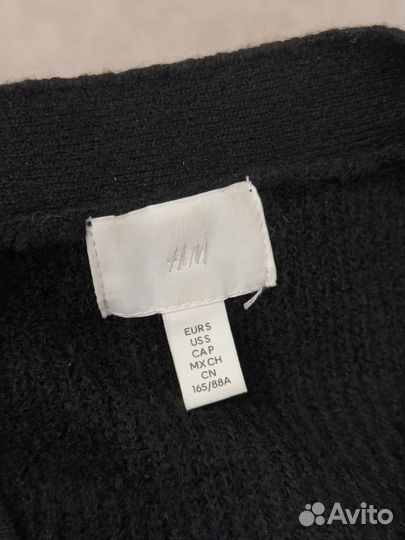 H&M
EUR S
US S
CA P
MX CH
CN
165/88A
Avito